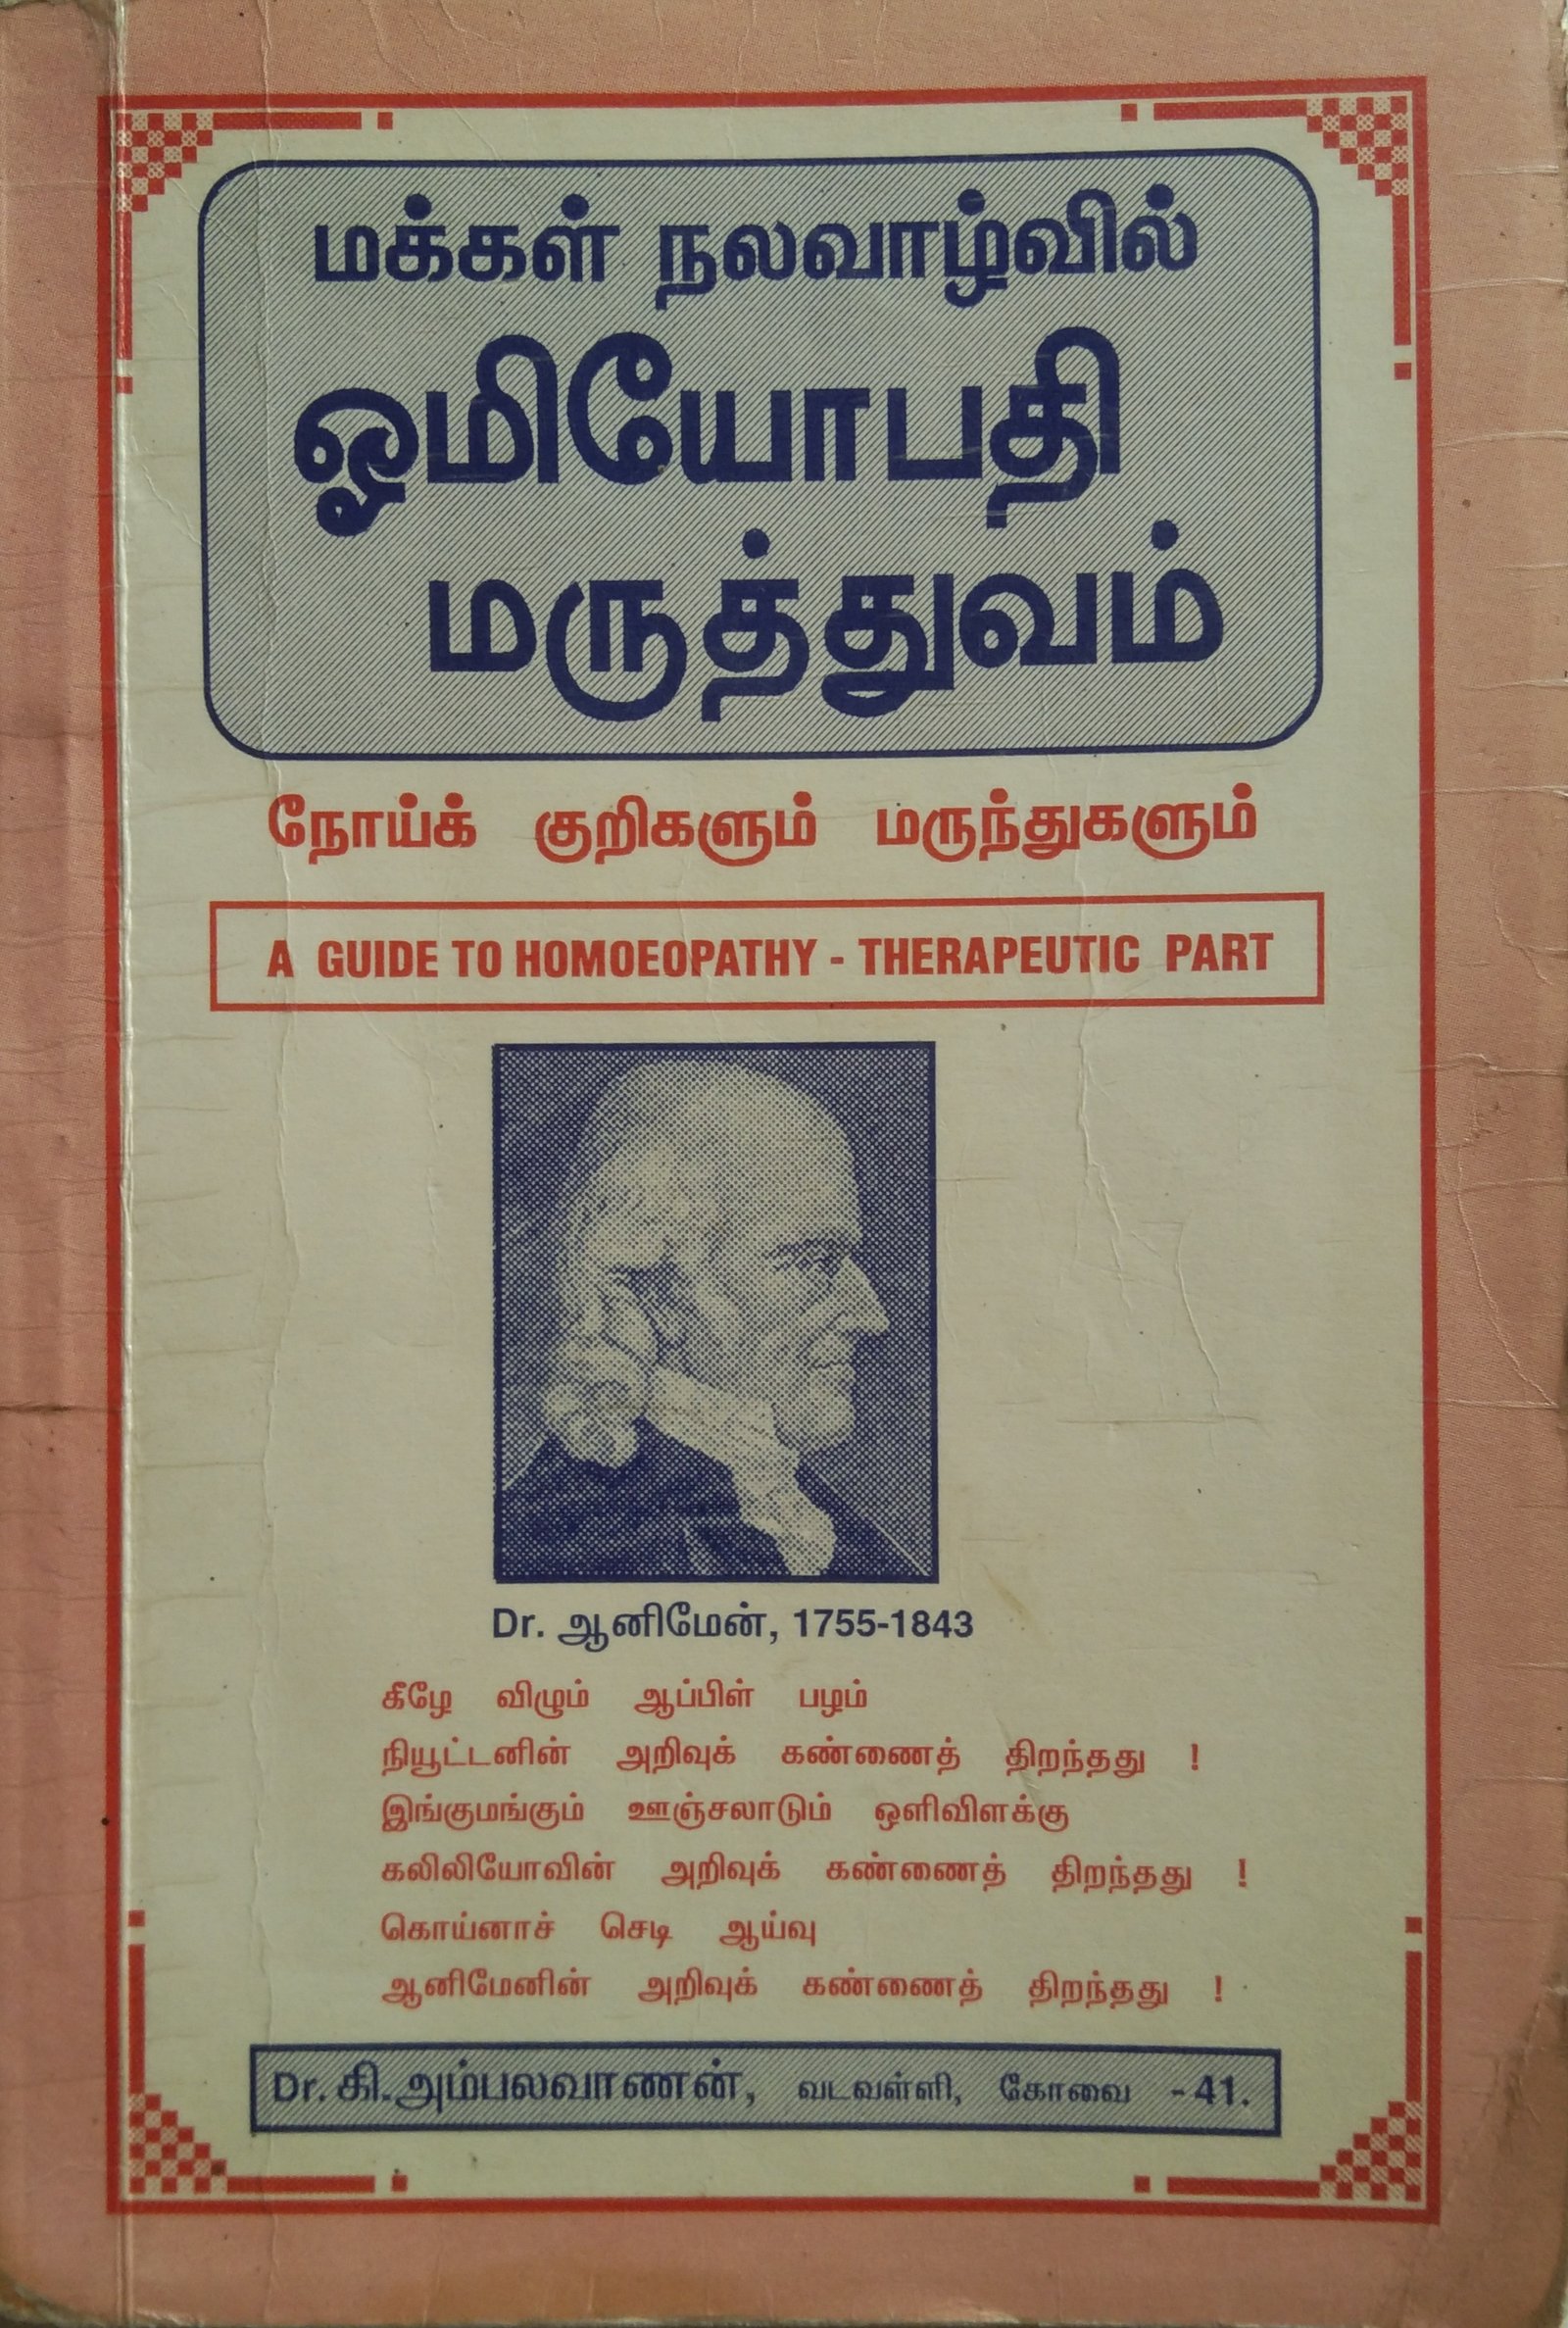 மக்கள் நலவாழ்வில்
ஓமியோபதி
மருத்துவம்
நோய்க் குறிகளும் மருந்துகளும்
A GUIDE TO HOMOEOPATHY - THERAPEUTIC PART
Dr. ஆனிமேன், 1755-1843
கீழே விழும் ஆப்பிள் பழம்
நியூட்டனின் அறிவுக் கண்ணைத் திறந்தது !
இங்குமங்கும் ஊஞ்சலாடும் ஒளிவிளக்கு
கலிலியோவின் அறிவுக் கண்ணைத் திறந்தது !
கொய்னாச் செடி ஆய்வு
ஆனிமேனின் அறிவுக் கண்ணைத் திறந்தது !
Dr. கி.அம்பலவாணன், வடவள்ளி, கோவை - 41.